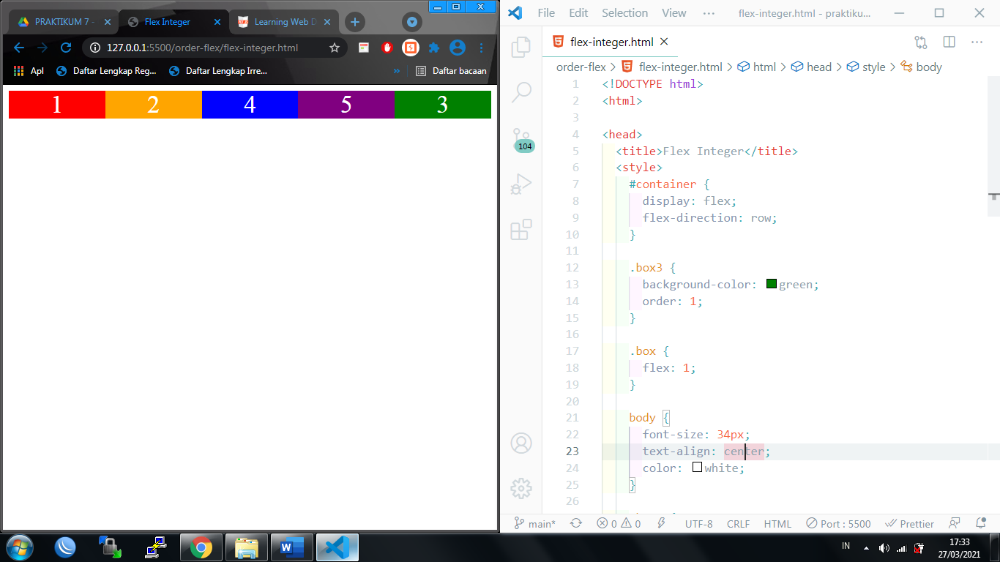 PRAKTIKUM 7 -
Flex Integer
Learning Web D
127.0.0.1:5500/order-flex/flex-integer.html
Apl
Daftar Lengkap Reg...
Daftar Lengkap Irre...
»
Daftar bacaan
1 2 4 5 3
File Edit Selection View ··· flex-integer.html - praktiku...
flex-integer.html
order-flex > flex-integer.html > html > head > style > body
104
1 <!DOCTYPE html>
2 <html>
3
4 <head>
5 <title>Flex Integer</title>
6 <style>
7 #container {
8 display: flex;
9 flex-direction: row;
10 }
11
12 .box3 {
13 background-color: green;
14 order: 1;
15 }
16
17 .box {
18 flex: 1;
19 }
20
21 body {
22 font-size: 34px;
23 text-align: center;
24 color: white;
25 }
26
main* 0 0 UTF-8 CRLF HTML Port : 5500 Prettier
IN
17:33
27/03/2021